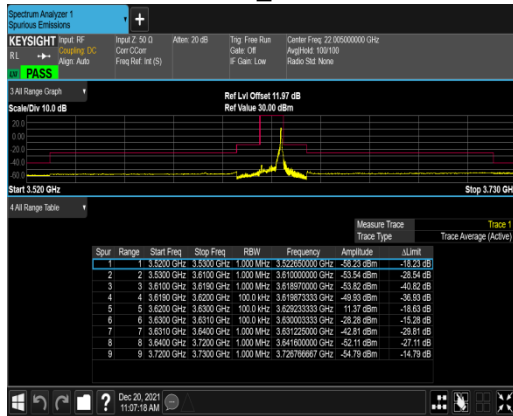 Spectrum Analyzer 1
Spurious Emissions
KEYSIGHT Input: RF Input Z: 50 Ω Atten: 20 dB Trig: Free Run Center Freq: 22.005000000 GHz
RL Coupling: DC Corr CCorr Gate: Off Avg|Hold: 100/100
Align: Auto Freq Ref: Int (S) IF Gain: Low Radio Std: None
PASS
3 All Range Graph
Ref Lvl Offset 11.97 dB
Scale/Div 10.0 dB Ref Value 30.00 dBm
20.0
0.00
-20.0
-40.0
-60.0
Start 3.520 GHz Stop 3.730 GH
4 All Range Table
Measure Trace Trace 1
Trace Type Trace Average (Active)
Spur Range Start Freq Stop Freq RBW Frequency Amplitude ΔLimit
1 1 3.5200 GHz 3.5300 GHz 1.000 MHz 3.522650000 GHz -58.23 dBm -18.23 dB
2 2 3.5300 GHz 3.6100 GHz 1.000 MHz 3.610000000 GHz -53.54 dBm -28.54 dB
3 3 3.6100 GHz 3.6190 GHz 1.000 MHz 3.618970000 GHz -53.82 dBm -40.82 dB
4 4 3.6190 GHz 3.6200 GHz 100.0 kHz 3.619873333 GHz -49.93 dBm -36.93 dB
5 5 3.6200 GHz 3.6300 GHz 100.0 kHz 3.629233333 GHz 11.37 dBm -18.63 dB
6 6 3.6300 GHz 3.6310 GHz 100.0 kHz 3.630003333 GHz -28.28 dBm -15.28 dB
7 7 3.6310 GHz 3.6400 GHz 1.000 MHz 3.631225000 GHz -42.81 dBm -29.81 dB
8 8 3.6400 GHz 3.7200 GHz 1.000 MHz 3.641600000 GHz -52.11 dBm -27.11 dB
9 9 3.7200 GHz 3.7300 GHz 1.000 MHz 3.726766667 GHz -54.79 dBm -14.79 dB
Dec 20, 2021
11:07:18 AM